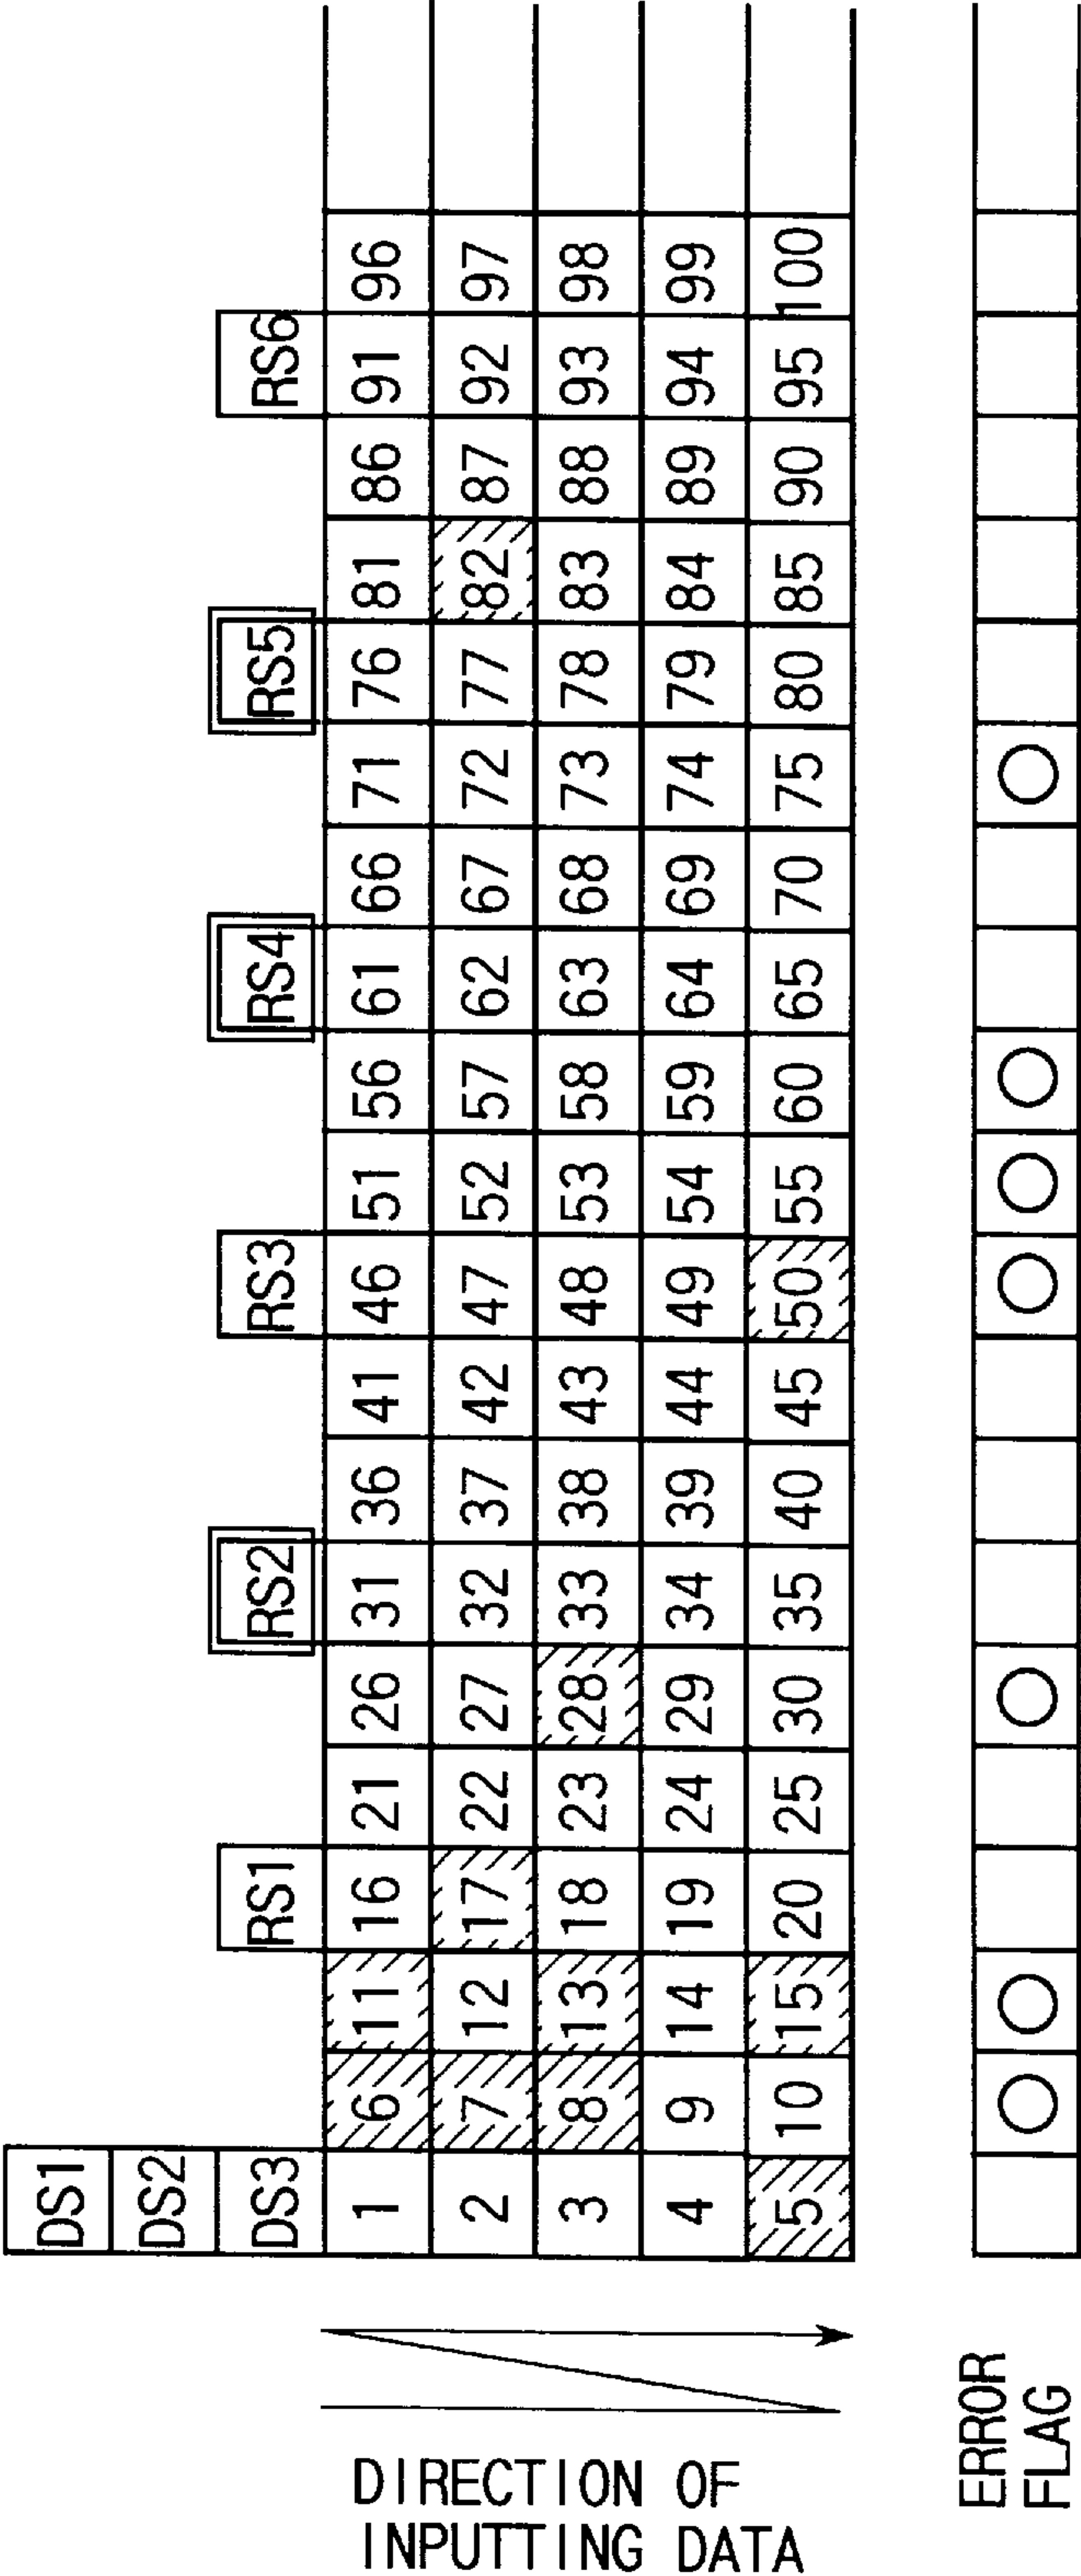 DS1
DS2
DS3 RS1 RS2 RS3 RS4 RS5 RS6
1 6 11 16 21 26 31 36 41 46 51 56 61 66 71 76 81 86 91 96
2 7 12 17 22 27 32 37 42 47 52 57 62 67 72 77 82 87 92 97
3 8 13 18 23 28 33 38 43 48 53 58 63 68 73 78 83 88 93 98
4 9 14 19 24 29 34 39 44 49 54 59 64 69 74 79 84 89 94 99
5 10 15 20 25 30 35 40 45 50 55 60 65 70 75 80 85 90 95 100
DIRECTION OF
INPUTTING DATA
ERROR
FLAG